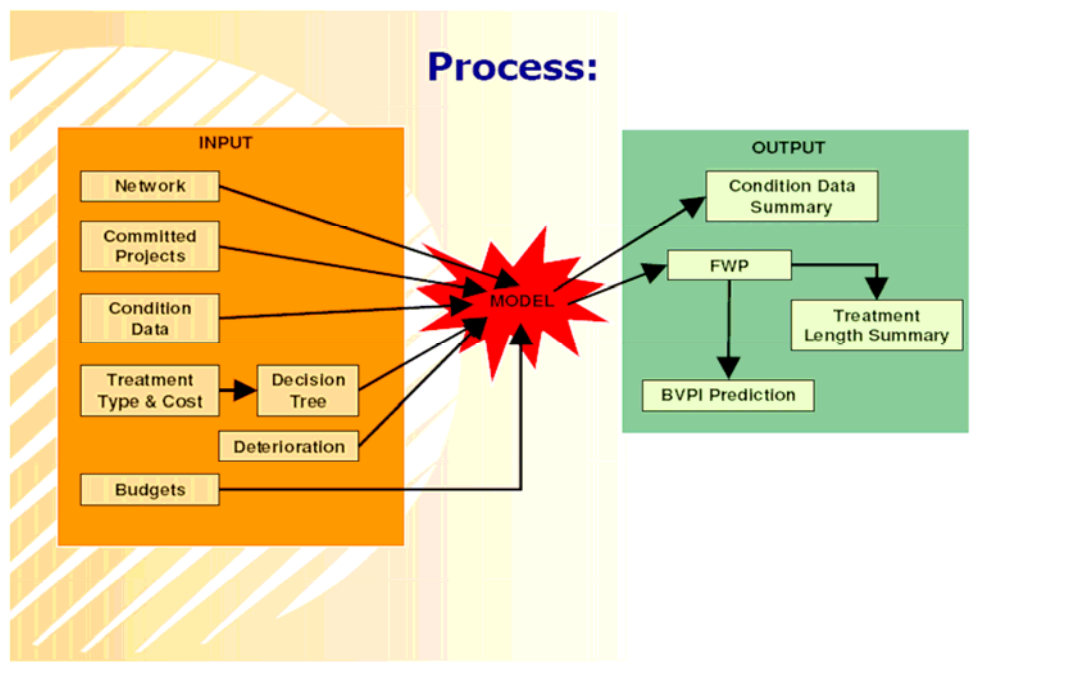 Process:
INPUT
Network
Committed
Projects
Condition
Data
Treatment
Type & Cost
Decision
Tree
Deterioration
Budgets
MODEL
OUTPUT
Condition Data
Summary
FWP
Treatment
Length Summary
BVPI Prediction